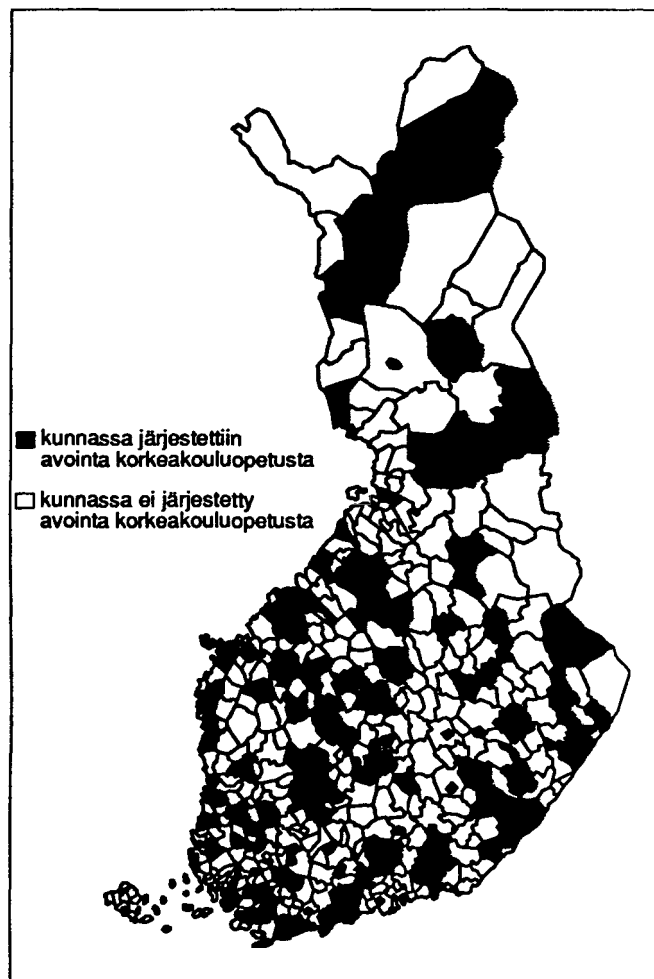 kunnassa järjestettiin
avointa korkeakouluopetusta
kunnassa ei järjestetty
avointa korkeakouluopetusta